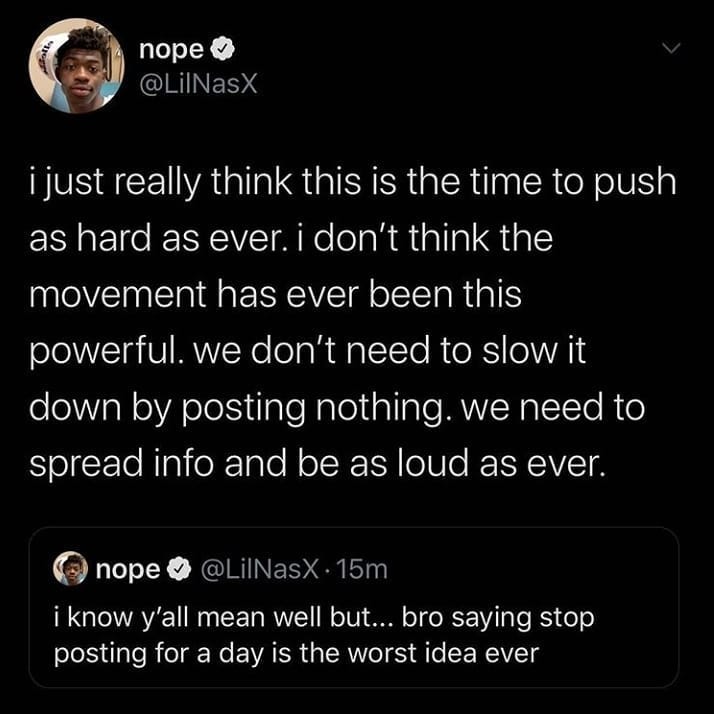 nope
@LilNasX
i just really think this is the time to push
as hard as ever. i don’t think the
movement has ever been this
powerful. we don’t need to slow it
down by posting nothing. we need to
spread info and be as loud as ever.
nope @LilNasX · 15m
i know y’all mean well but... bro saying stop
posting for a day is the worst idea ever